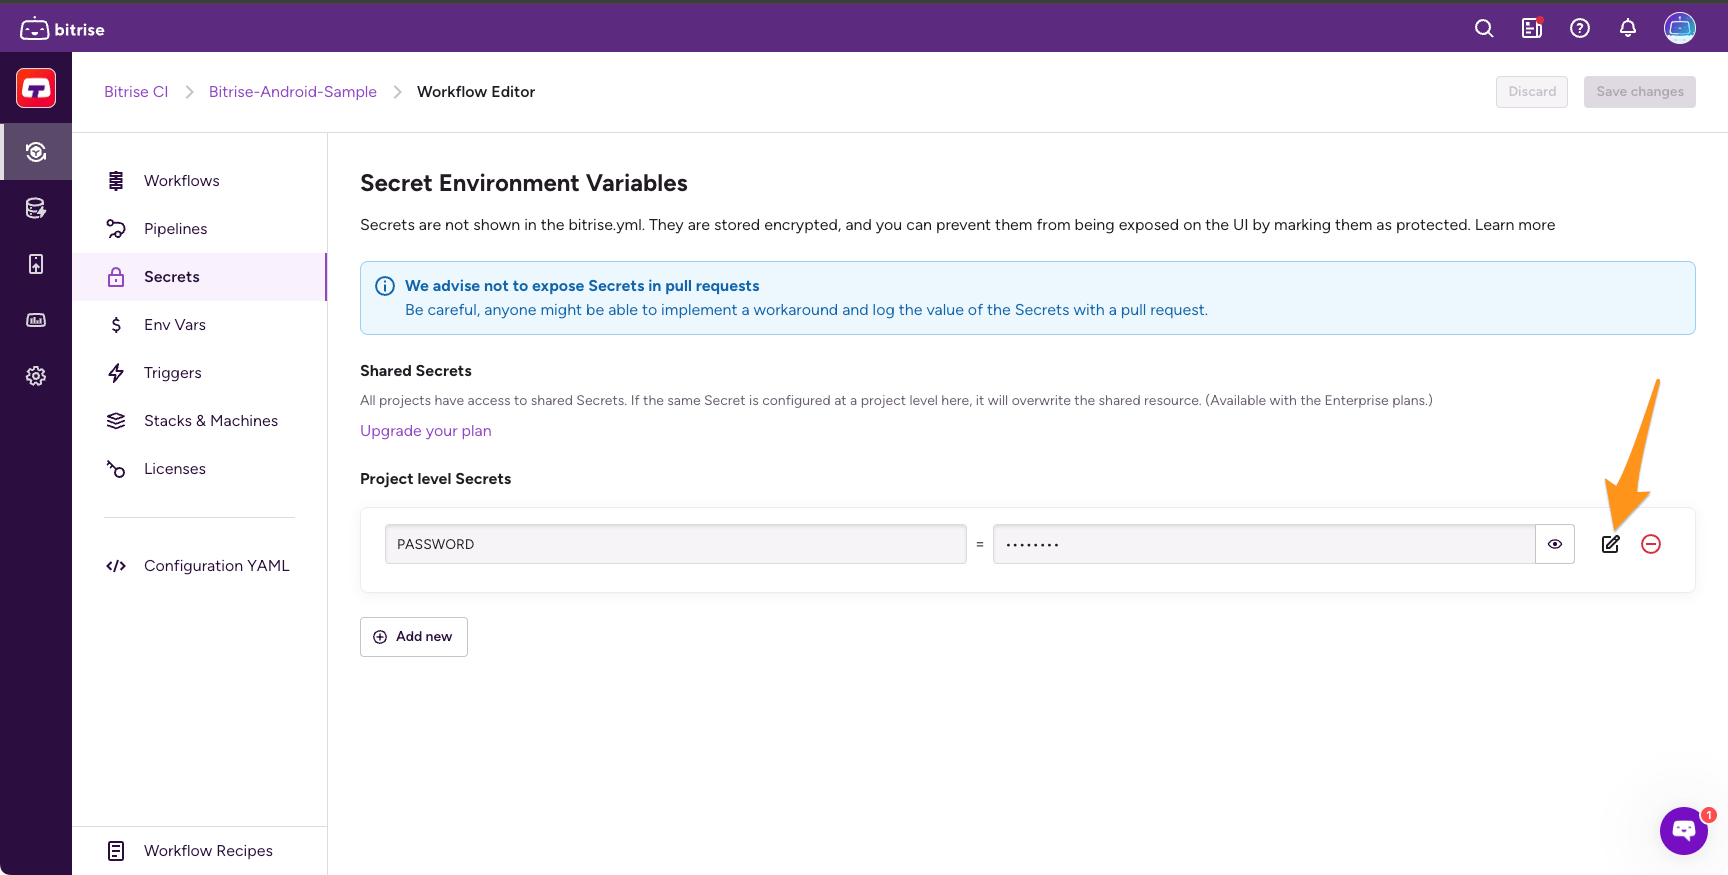 bitrise
Bitrise CI
Bitrise-Android-Sample
Workflow Editor
Discard
Save changes
Workflows
Pipelines
Secrets
Env Vars
Triggers
Stacks & Machines
Licenses
Configuration YAML
Workflow Recipes
Secret Environment Variables
Secrets are not shown in the bitrise.yml. They are stored encrypted, and you can prevent them from being exposed on the UI by marking them as protected. Learn more
We advise not to expose Secrets in pull requests
Be careful, anyone might be able to implement a workaround and log the value of the Secrets with a pull request.
Shared Secrets
All projects have access to shared Secrets. If the same Secret is configured at a project level here, it will overwrite the shared resource. (Available with the Enterprise plans.)
Upgrade your plan
Project level Secrets
PASSWORD = ••••••••
Add new
1